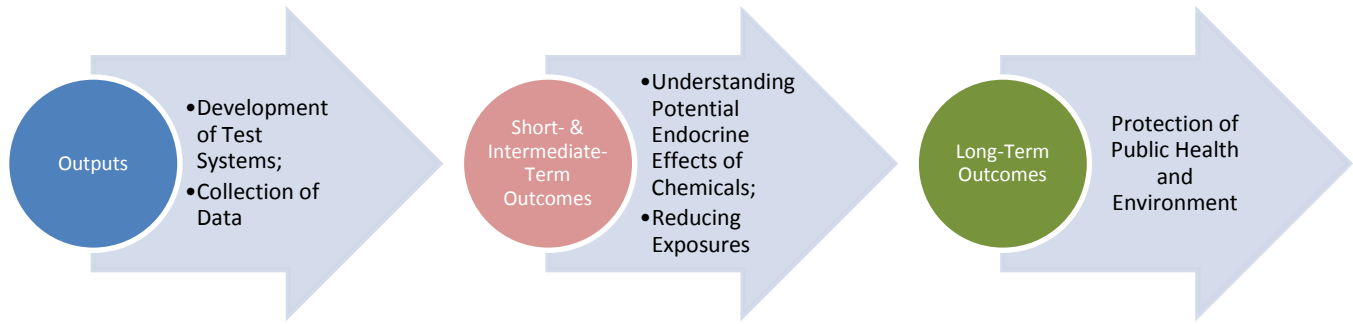 Outputs
•Development
of Test
Systems;
•Collection of
Data
Short- &
Intermediate-
Term
Outcomes
•Understanding
Potential
Endocrine
Effects of
Chemicals;
•Reducing
Exposures
Long-Term
Outcomes
Protection of
Public Health
and
Environment